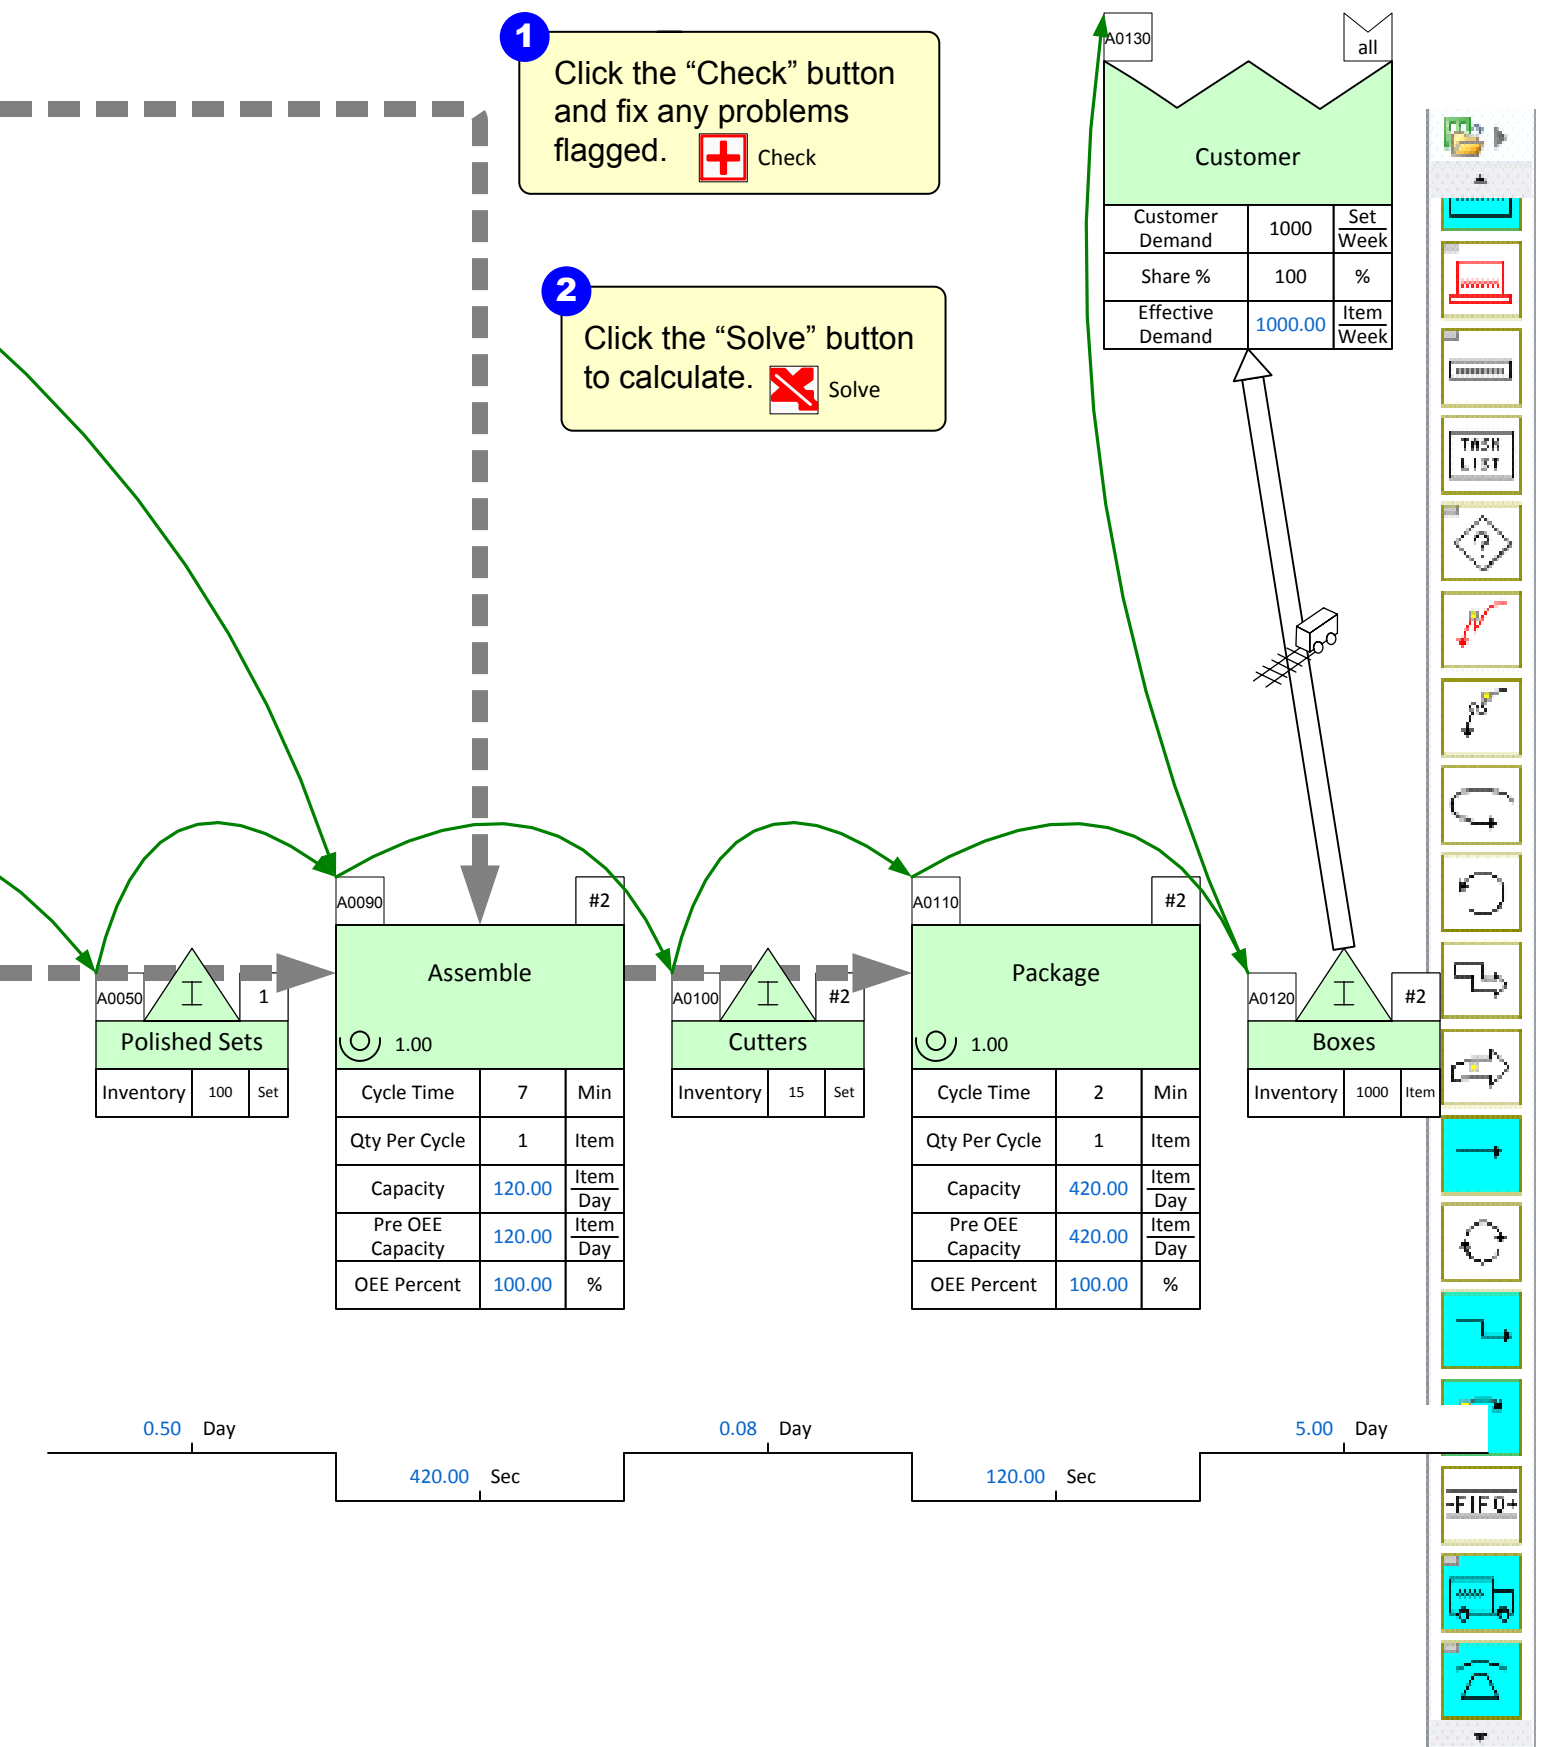 1
Click the “Check” button
and fix any problems
flagged.
Check
2
Click the “Solve” button
to calculate.
Solve
A0130
all
Customer
Customer Demand 1000 Set Week
Share % 100 %
Effective Demand 1000.00 Item Week
TASK
LIST
?
A0050
I
1
Polished Sets
Inventory 100 Set
A0090
#2
Assemble
1.00
Cycle Time 7 Min
Qty Per Cycle 1 Item
Capacity 120.00 Item Day
Pre OEE Capacity 120.00 Item Day
OEE Percent 100.00 %
A0100
I
#2
Cutters
Inventory 15 Set
A0110
#2
Package
1.00
Cycle Time 2 Min
Qty Per Cycle 1 Item
Capacity 420.00 Item Day
Pre OEE Capacity 420.00 Item Day
OEE Percent 100.00 %
A0120
I
#2
Boxes
Inventory 1000 Item
0.50 Day
420.00 Sec
0.08 Day
120.00 Sec
5.00 Day
-FIFO+